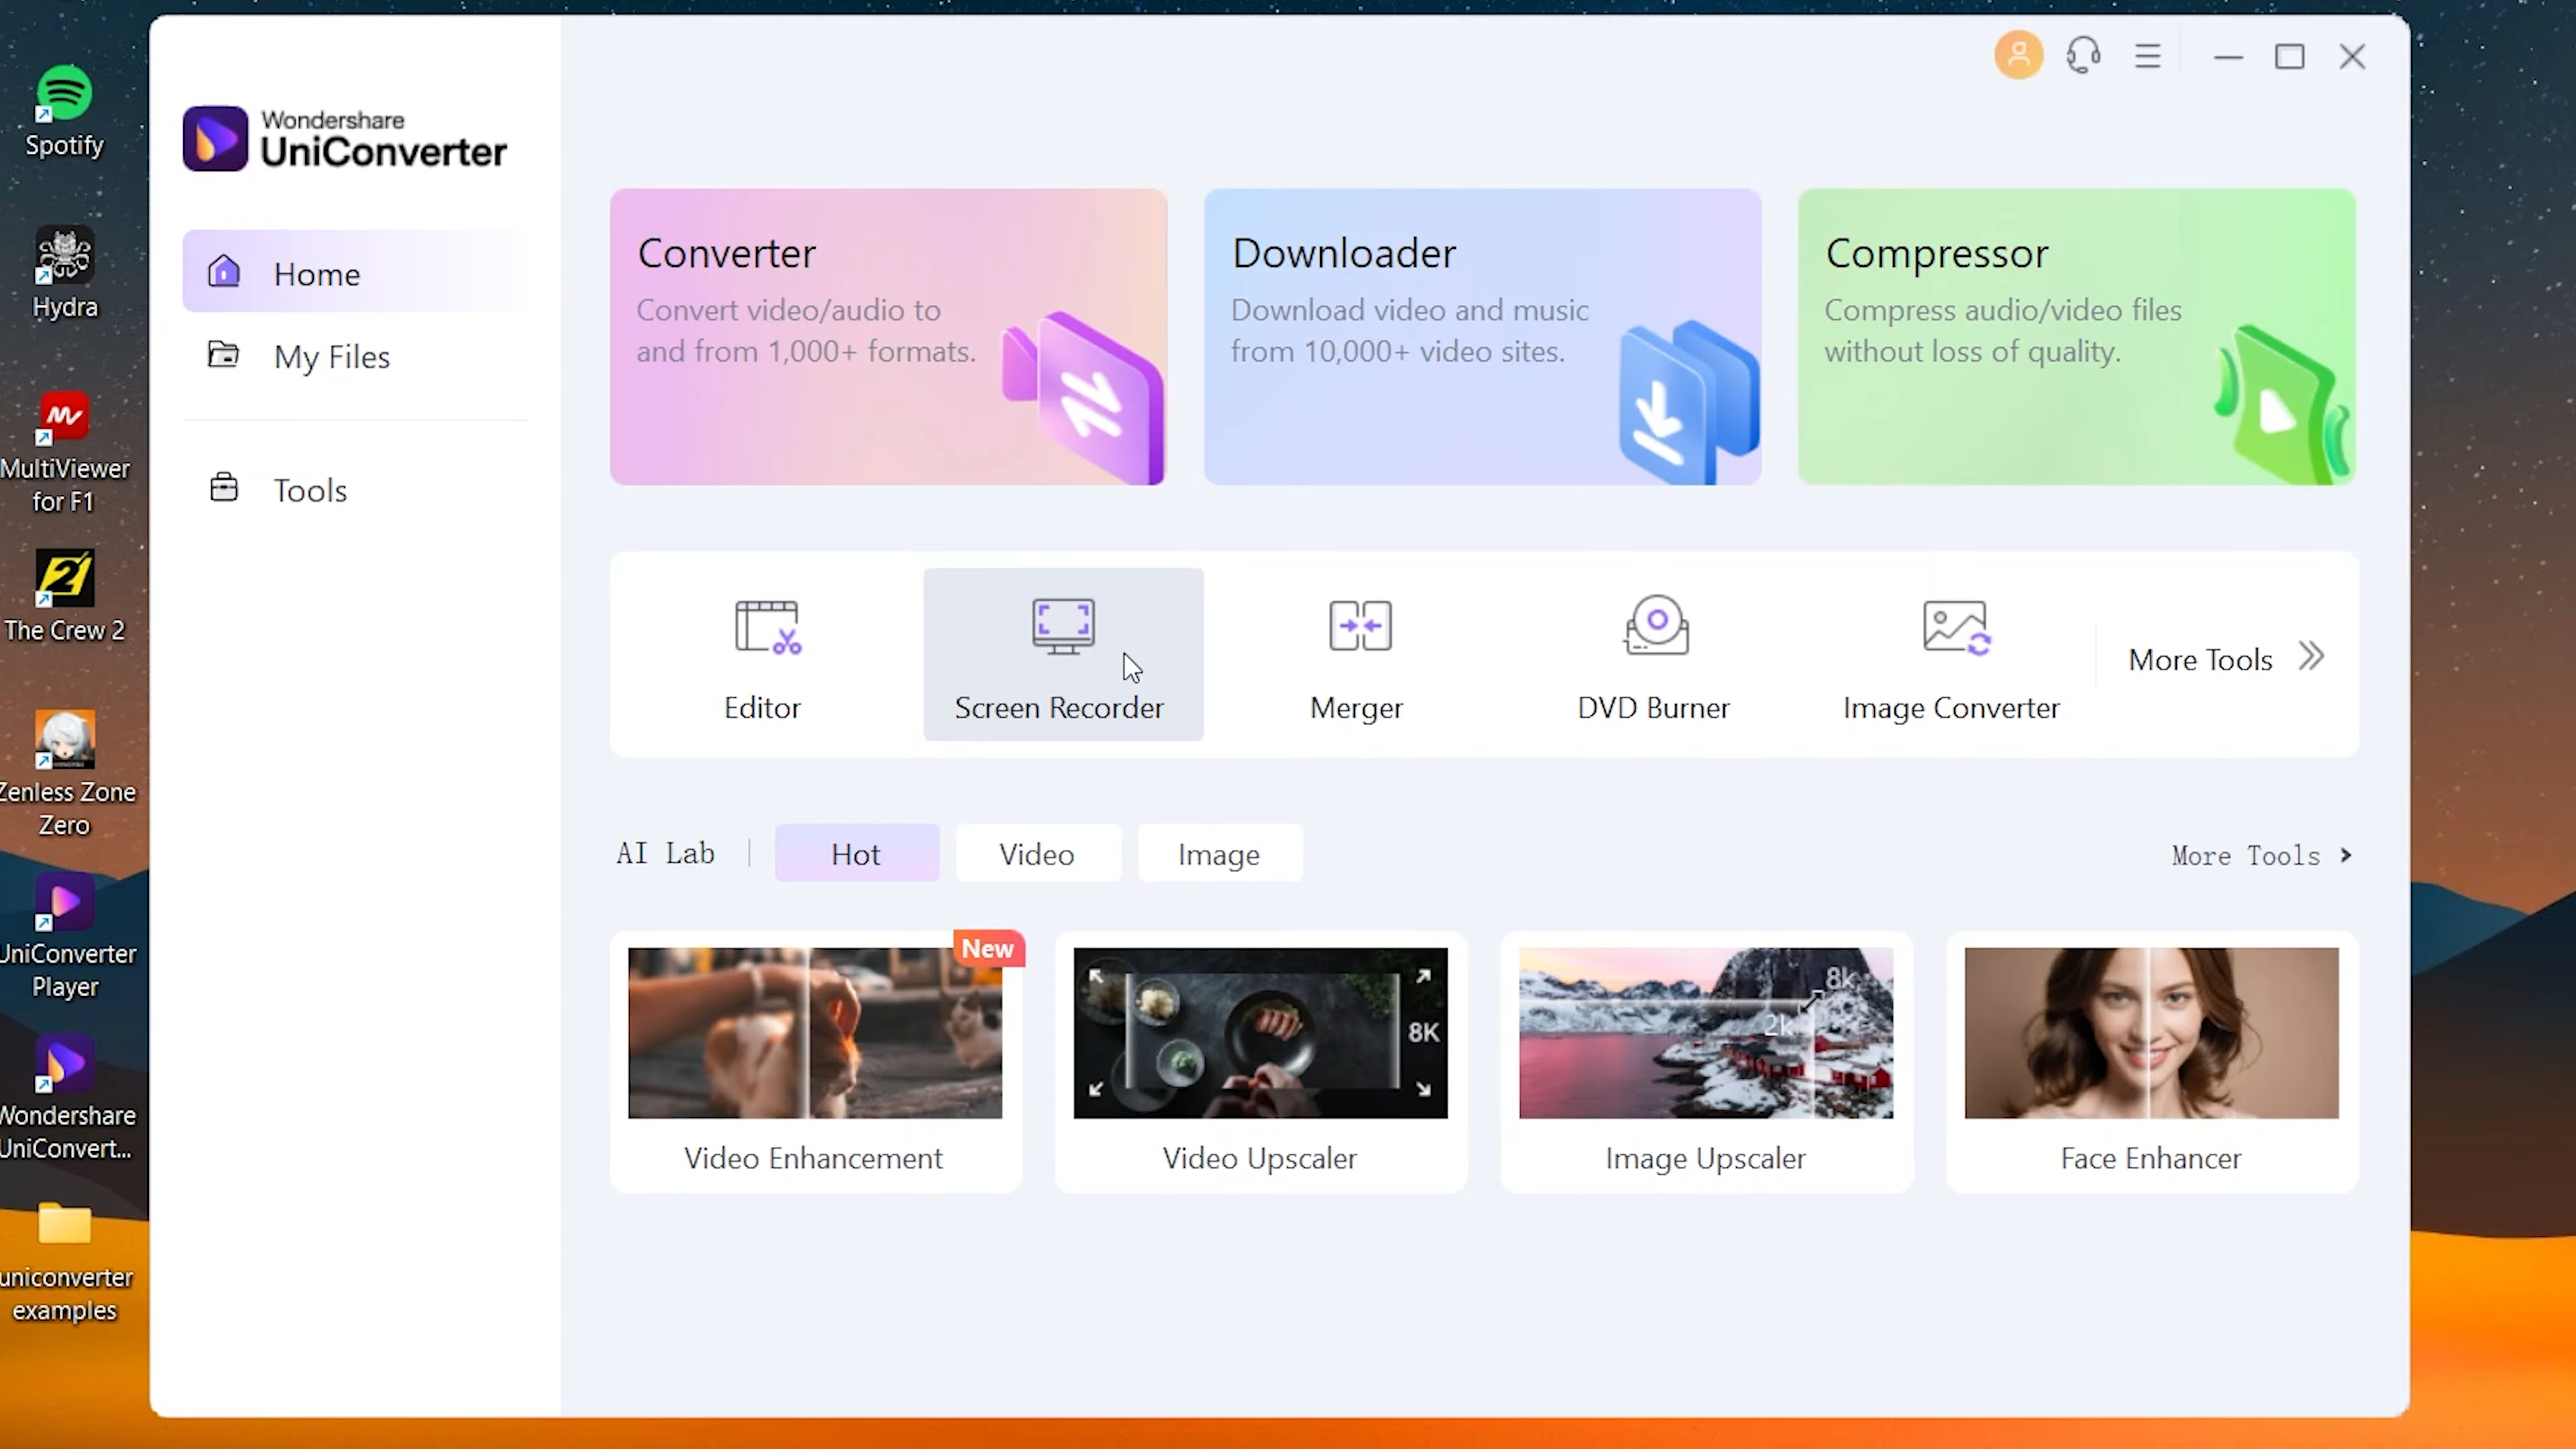 Spotify
Hydra
MultiViewer
for F1
The Crew 2
Zenless Zone
Zero
UniConverter
Player
Wondershare
UniConvert...
uniconverter
examples
Wondershare
UniConverter
Home
My Files
Tools
Converter
Convert video/audio to
and from 1,000+ formats.
Downloader
Download video and music
from 10,000+ video sites.
Compressor
Compress audio/video files
without loss of quality.
Editor
Screen Recorder
Merger
DVD Burner
Image Converter
More Tools
AI Lab
Hot
Video
Image
More Tools
New
Video Enhancement
8K
Video Upscaler
8k
2k
Image Upscaler
Face Enhancer